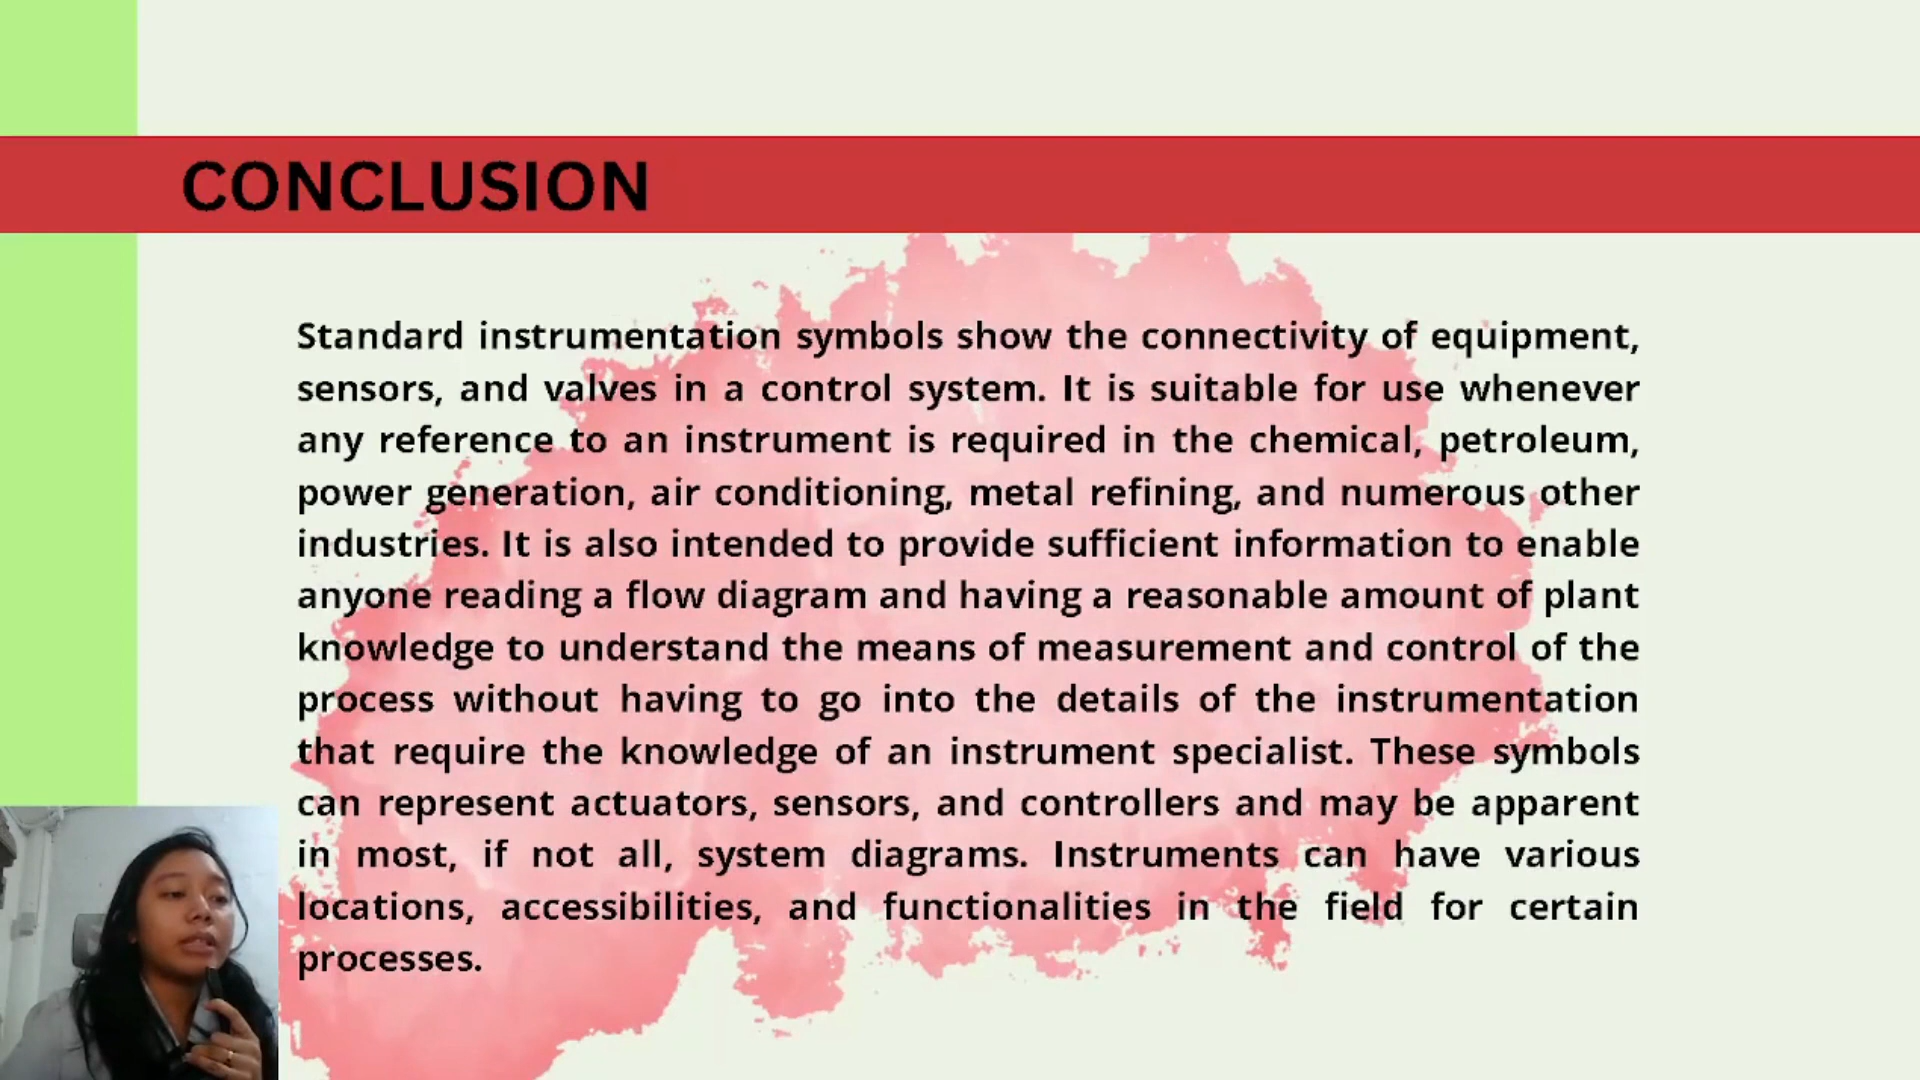 CONCLUSION
Standard instrumentation symbols show the connectivity of equipment,
sensors, and valves in a control system. It is suitable for use whenever
any reference to an instrument is required in the chemical, petroleum,
power generation, air conditioning, metal refining, and numerous other
industries. It is also intended to provide sufficient information to enable
anyone reading a flow diagram and having a reasonable amount of plant
knowledge to understand the means of measurement and control of the
process without having to go into the details of the instrumentation
that require the knowledge of an instrument specialist. These symbols
can represent actuators, sensors, and controllers and may be apparent
in most, if not all, system diagrams. Instruments can have various
locations, accessibilities, and functionalities in the field for certain
processes.